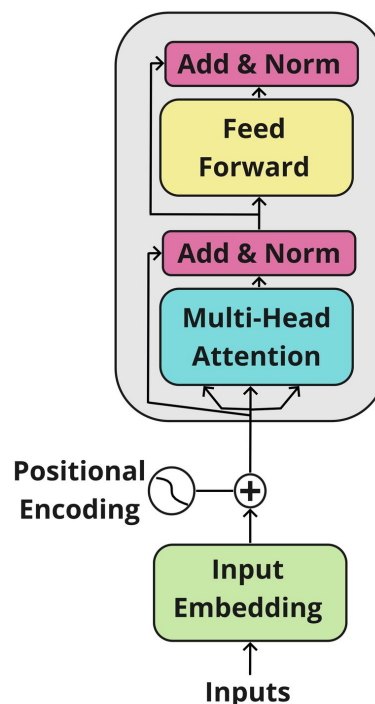 Add & Norm
Feed
Forward
Add & Norm
Multi-Head
Attention
Positional
Encoding
Input
Embedding
Inputs